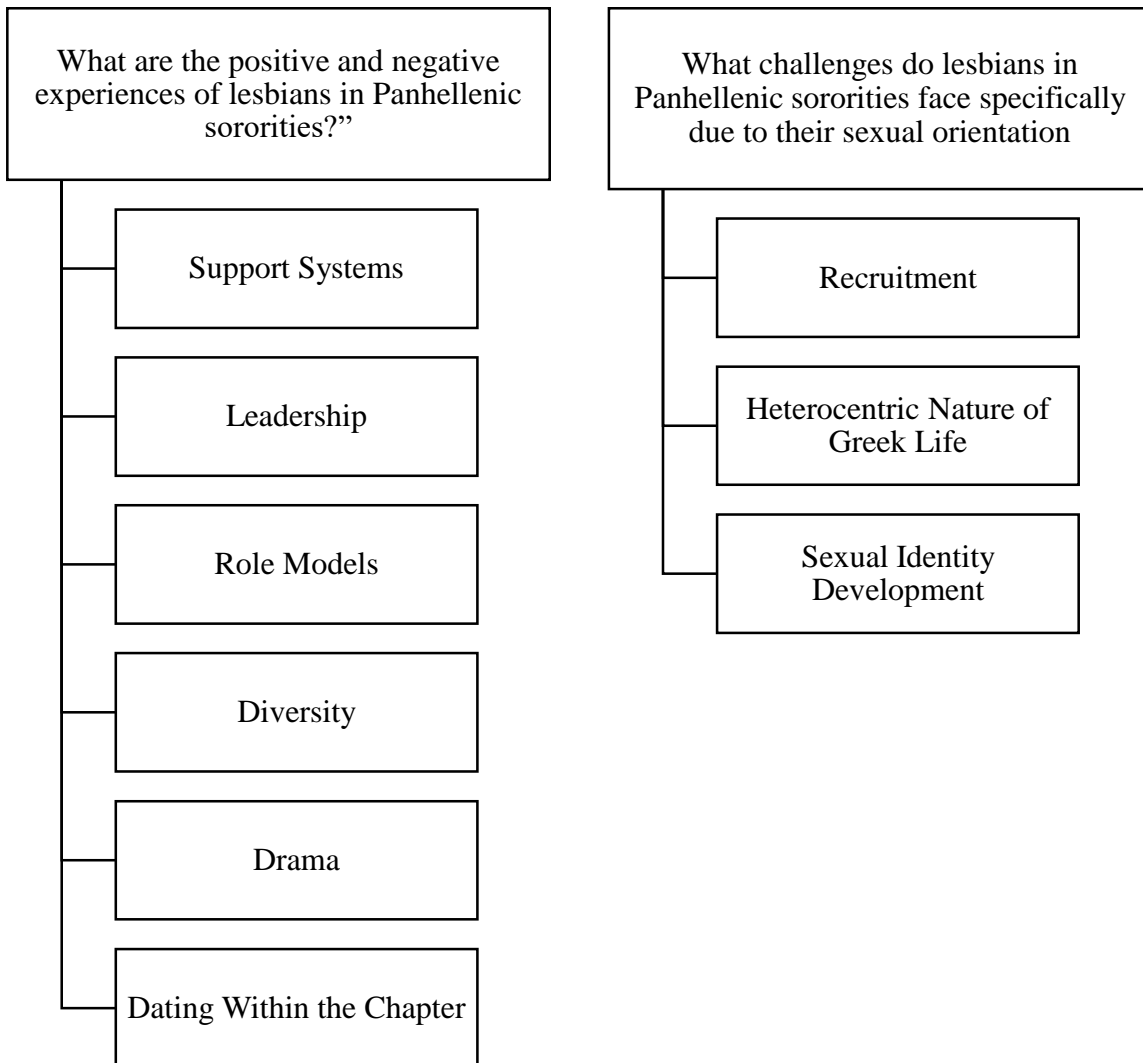 What are the positive and negative
experiences of lesbians in Panhellenic
sororities?”
Support Systems
Leadership
Role Models
Diversity
Drama
Dating Within the Chapter
What challenges do lesbians in
Panhellenic sororities face specifically
due to their sexual orientation
Recruitment
Heterocentric Nature of
Greek Life
Sexual Identity
Development